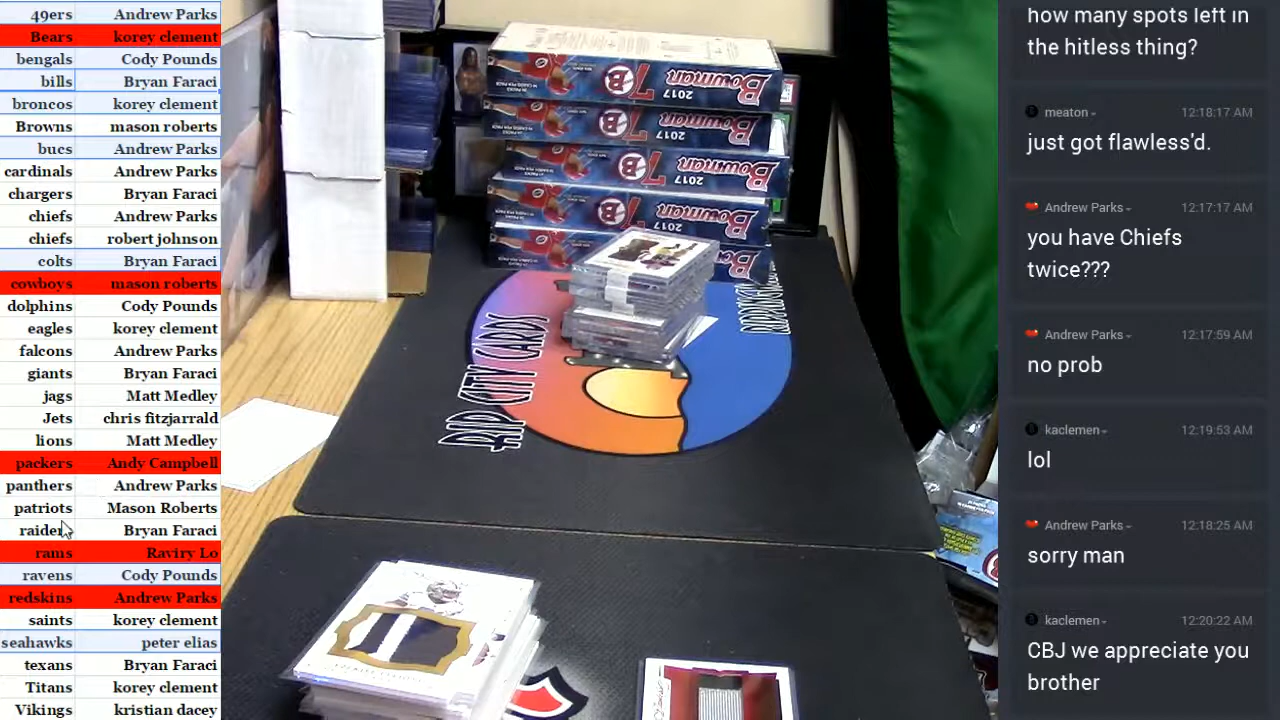 49ers Andrew Parks
Bears korey clement
bengals Cody Pounds
bills Bryan Faraci
broncos korey clement
Browns mason roberts
bucs Andrew Parks
cardinals Andrew Parks
chargers Bryan Faraci
chiefs Andrew Parks
chiefs robert johnson
colts Bryan Faraci
cowboys mason roberts
dolphins Cody Pounds
eagles korey clement
falcons Andrew Parks
giants Bryan Faraci
jags Matt Medley
Jets chris fitzjarrald
lions Matt Medley
packers Andy Campbell
panthers Andrew Parks
patriots Mason Roberts
raiders Bryan Faraci
rams Raviry Lo
ravens Cody Pounds
redskins Andrew Parks
saints korey clement
seahawks peter elias
texans Bryan Faraci
Titans korey clement
Vikings kristian dacey
2017 Bowman
2017 Bowman
2017 Bowman
2017 Bowman
Bowman
RIP CITY CARDS
how many spots left in
the hitless thing?
meaton 12:18:17 AM
just got flawless'd.
Andrew Parks 12:17:17 AM
you have Chiefs
twice???
Andrew Parks 12:17:59 AM
no prob
kaclemen 12:19:53 AM
lol
Andrew Parks 12:18:25 AM
sorry man
kaclemen 12:20:22 AM
CBJ we appreciate you
brother